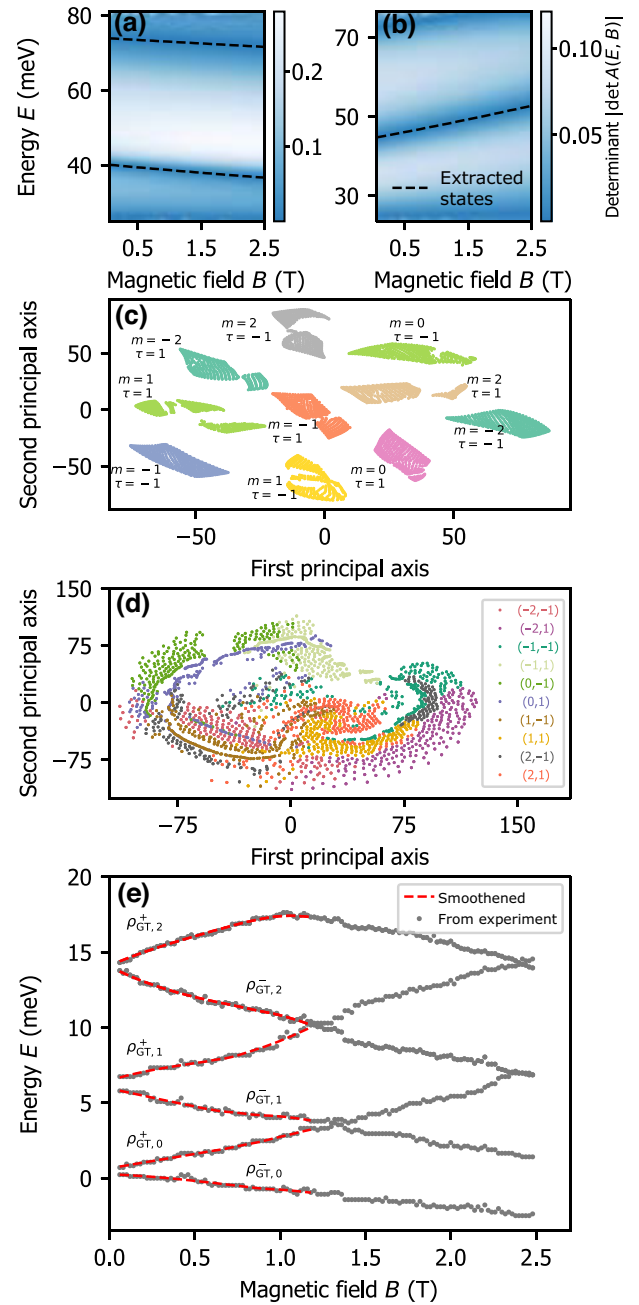 (a)
(b)
80
60
40
Energy E (meV)
0.2
0.1
70
50
30
Extracted
states
0.10
0.05
Determinant |det A(E, B)|
0.5
1.5
2.5
0.5
1.5
2.5
Magnetic field B (T)
Magnetic field B (T)
(c)
m = 2
τ = −1
m = 0
τ = −1
m = −2
τ = 1
m = 1
τ = 1
m = 2
τ = 1
m = −1
τ = 1
m = −2
τ = −1
m = −1
τ = −1
m = 1
τ = −1
m = 0
τ = 1
50
0
−50
Second principal axis
−50
0
50
First principal axis
(d)
150
75
0
−75
Second principal axis
(-2,-1)
(-2,1)
(-1,-1)
(-1,1)
(0,-1)
(0,1)
(1,-1)
(1,1)
(2,-1)
(2,1)
−75
0
75
150
First principal axis
(e)
20
15
10
5
0
Energy E (meV)
Smoothened
From experiment
ρ⁺GT, 2
ρ⁻GT, 2
ρ⁺GT, 1
ρ⁻GT, 1
ρ⁺GT, 0
ρ⁻GT, 0
0.0
0.5
1.0
1.5
2.0
2.5
Magnetic field B (T)